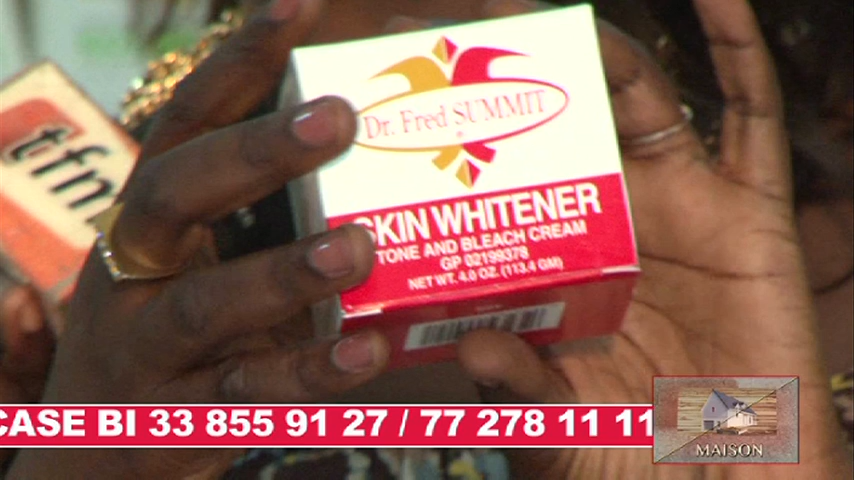 tfm
Dr. Fred SUMMIT
SKIN WHITENER
TONE AND BLEACH CREAM
GP 02199378
NET WT. 4.0 OZ. (113.4 GM)
CASE BI 33 855 91 27 / 77 278 11 11
MAISON